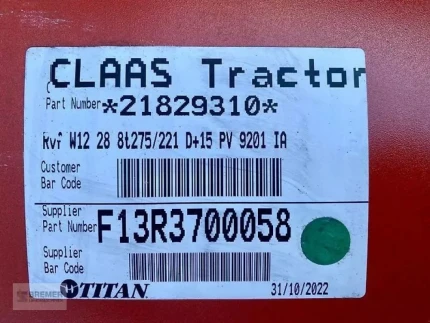 CLAAS Tractor
(
Part Number *21829310*
Rvf W12 28 8t275/221 D+15 PV 9201 IA
Customer
Bar Code
Supplier
Part Number F13R3700058
Supplier
Bar Code
TITAN 31/10/2022
BREMER